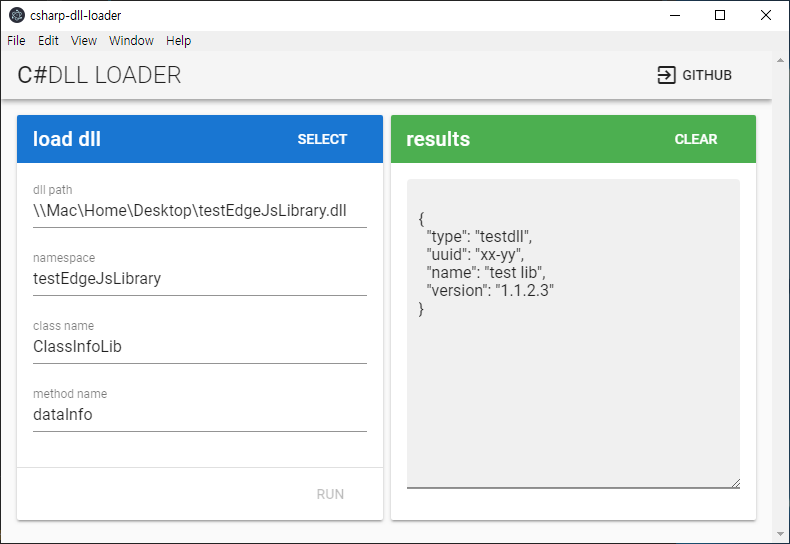 csharp-dll-loader
File Edit View Window Help
C#DLL LOADER
GITHUB
load dll
SELECT
dll path
\\Mac\Home\Desktop\testEdgeJsLibrary.dll
namespace
testEdgeJsLibrary
class name
ClassInfoLib
method name
dataInfo
RUN
results
CLEAR
{
  "type": "testdll",
  "uuid": "xx-yy",
  "name": "test lib",
  "version": "1.1.2.3"
}